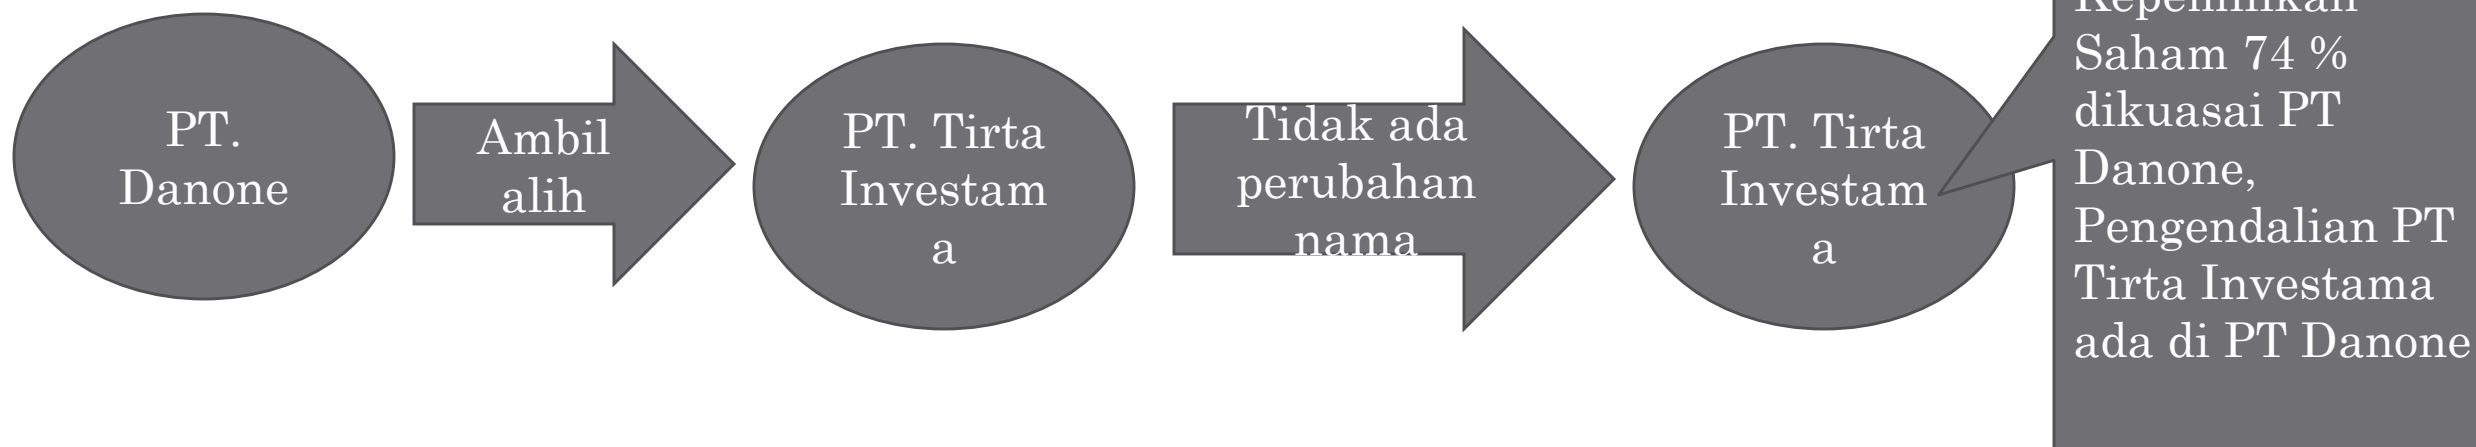 PT.
Danone
Ambil
alih
PT. Tirta
Investam
a
Tidak ada
perubahan
nama
PT. Tirta
Investam
a
Saham 74 %
dikuasai PT
Danone,
Pengendalian PT
Tirta Investama
ada di PT Danone